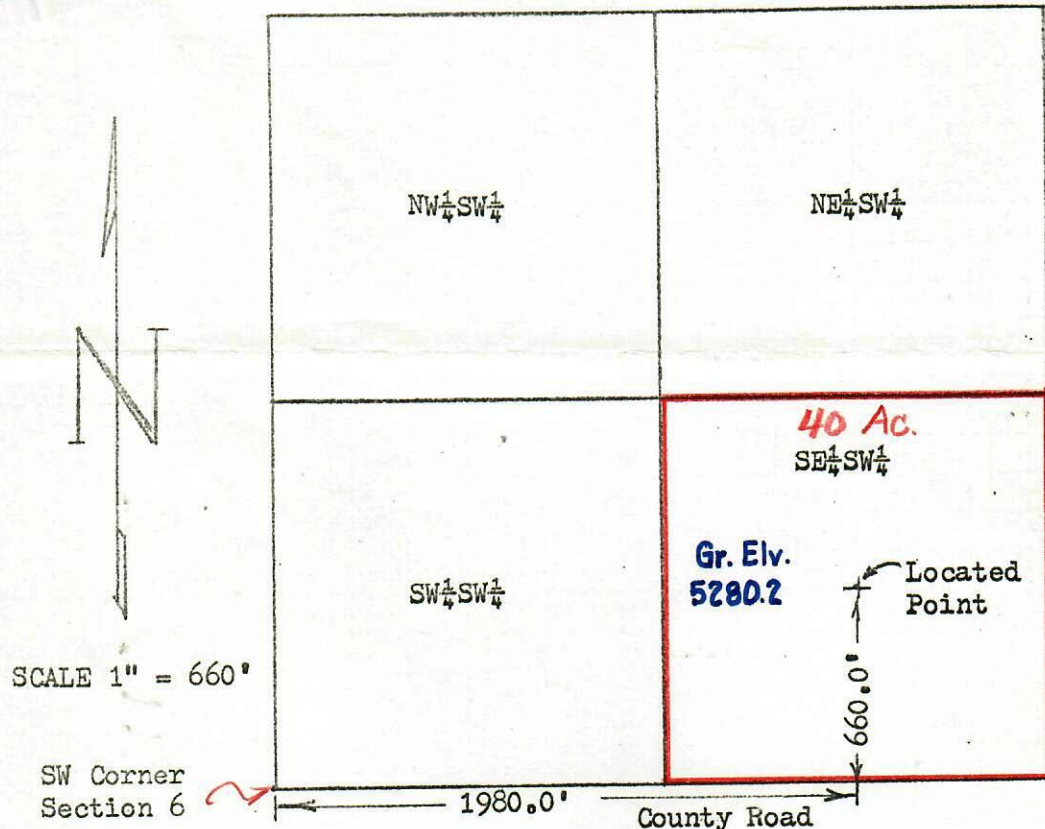 NW¼SW¼
NE¼SW¼
40 Ac.
SE¼SW¼
N
SW¼SW¼
Gr. Elv.
5280.2
Located
Point
660.0'
SCALE 1" = 660'
SW Corner
Section 6
1980.0'
County Road